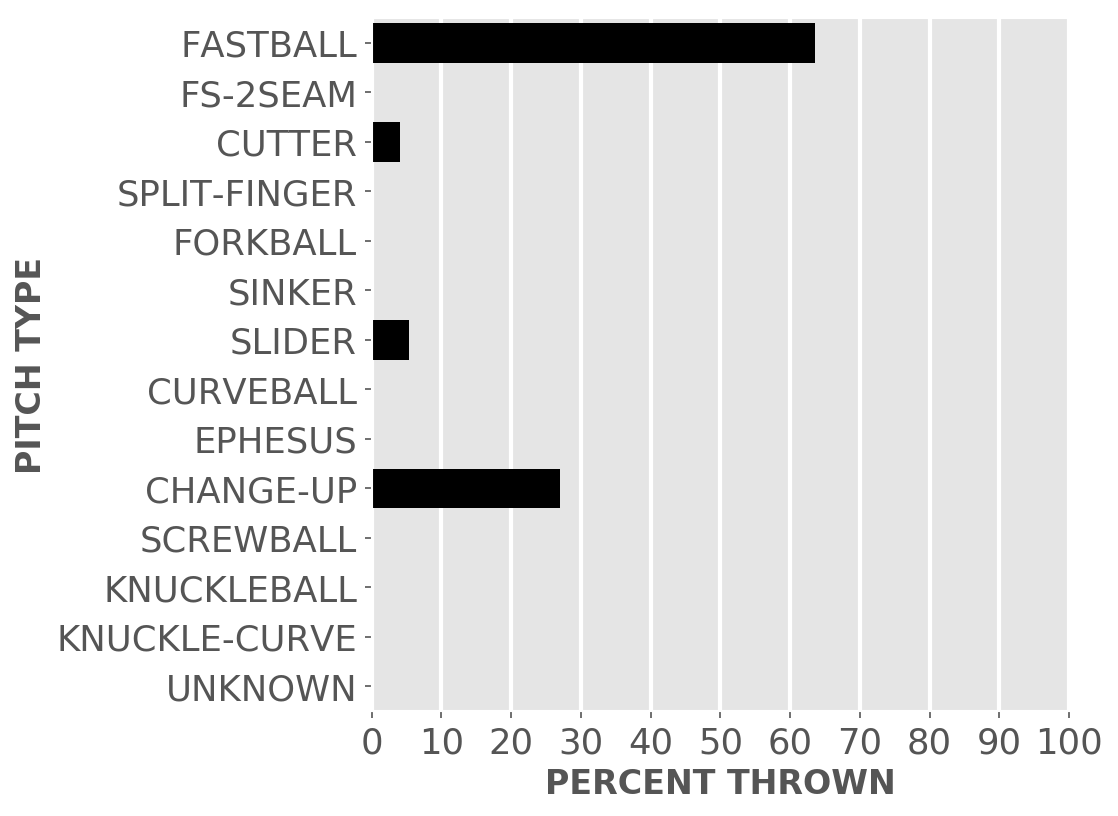 FASTBALL
FS-2SEAM
CUTTER
SPLIT-FINGER
FORKBALL
SINKER
SLIDER
CURVEBALL
EPHESUS
CHANGE-UP
SCREWBALL
KNUCKLEBALL
KNUCKLE-CURVE
UNKNOWN
PITCH TYPE
0 10 20 30 40 50 60 70 80 90 100
PERCENT THROWN